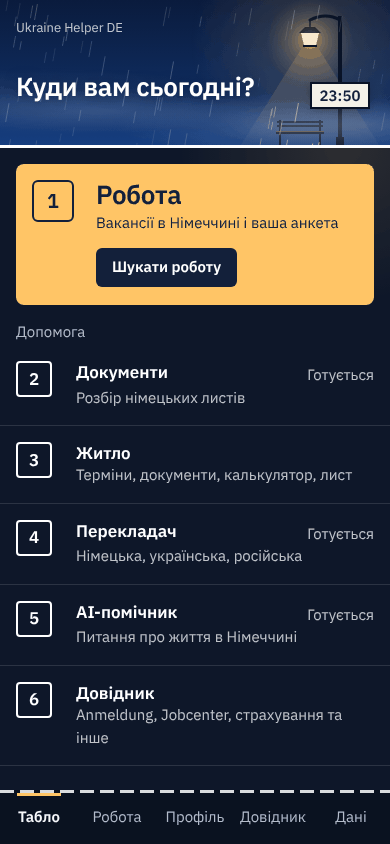 Ukraine Helper DE
Куди вам сьогодні?
23:50
1
Робота
Вакансії в Німеччині і ваша анкета
Шукати роботу
Допомога
2
Документи
Готується
Розбір німецьких листів
3
Житло
Терміни, документи, калькулятор, лист
4
Перекладач
Готується
Німецька, українська, російська
5
AI-помічник
Готується
Питання про життя в Німеччині
6
Довідник
Anmeldung, Jobcenter, страхування та
інше
Табло Робота Профіль Довідник Дані